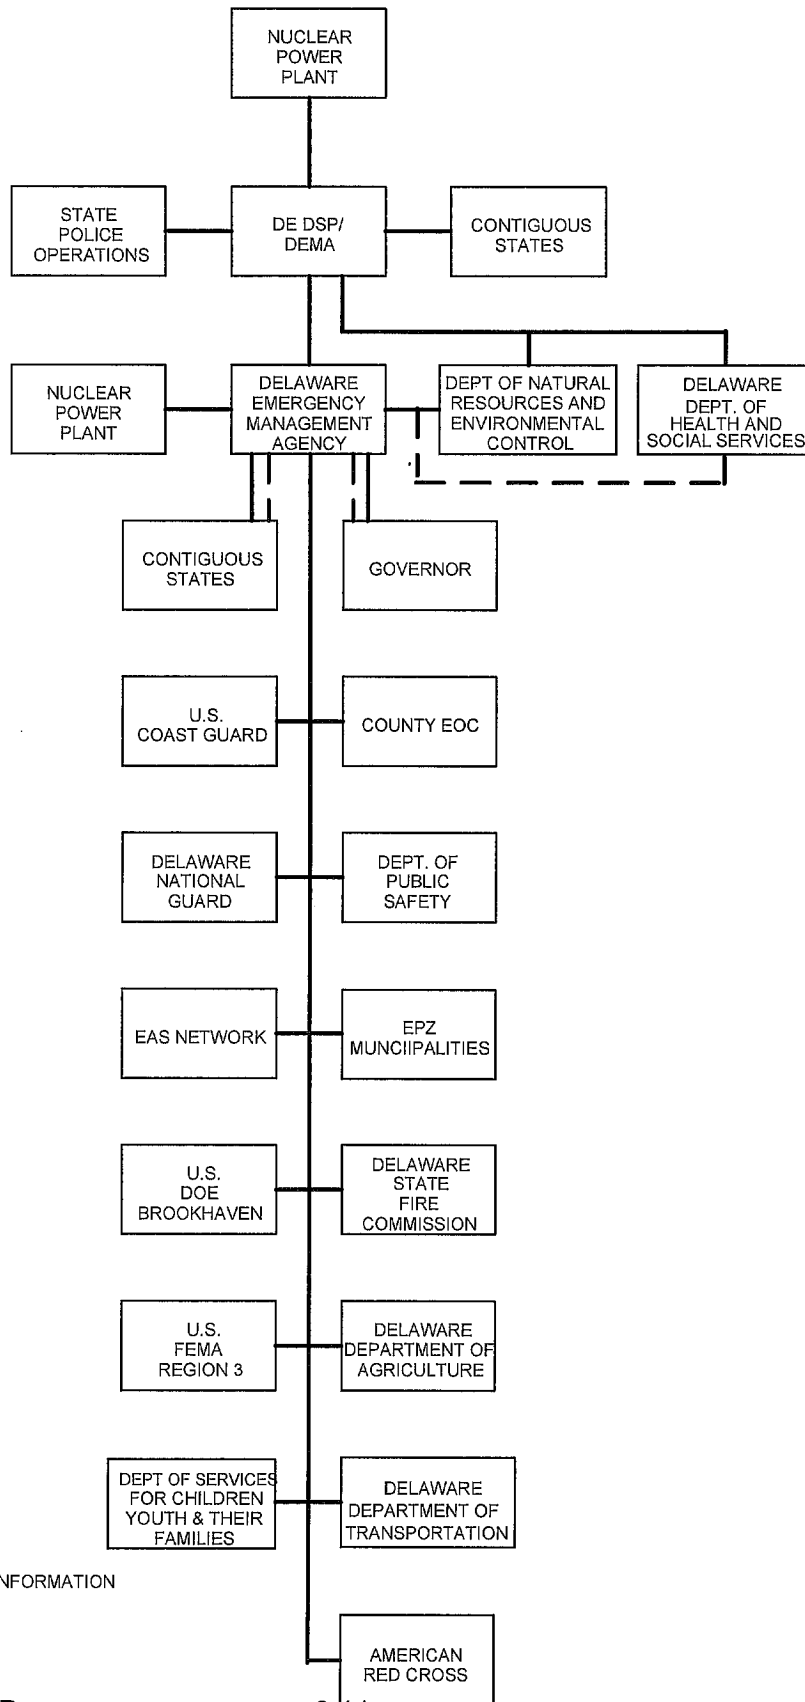 NUCLEAR
POWER
PLANT
STATE
POLICE
OPERATIONS
DE DSP/
DEMA
CONTIGUOUS
STATES
NUCLEAR
POWER
PLANT
DELAWARE
EMERGENCY
MANAGEMENT
AGENCY
DEPT OF NATURAL
RESOURCES AND
ENVIRONMENTAL
CONTROL
DELAWARE
DEPT. OF
HEALTH AND
SOCIAL SERVICES
CONTIGUOUS
STATES
GOVERNOR
U.S.
COAST GUARD
COUNTY EOC
DELAWARE
NATIONAL
GUARD
DEPT. OF
PUBLIC
SAFETY
EAS NETWORK
EPZ
MUNCIIPALITIES
U.S.
DOE
BROOKHAVEN
DELAWARE
STATE
FIRE
COMMISSION
U.S.
FEMA
REGION 3
DELAWARE
DEPARTMENT OF
AGRICULTURE
DEPT OF SERVICES
FOR CHILDREN
YOUTH & THEIR
FAMILIES
DELAWARE
DEPARTMENT OF
TRANSPORTATION
NFORMATION
AMERICAN
RED CROSS